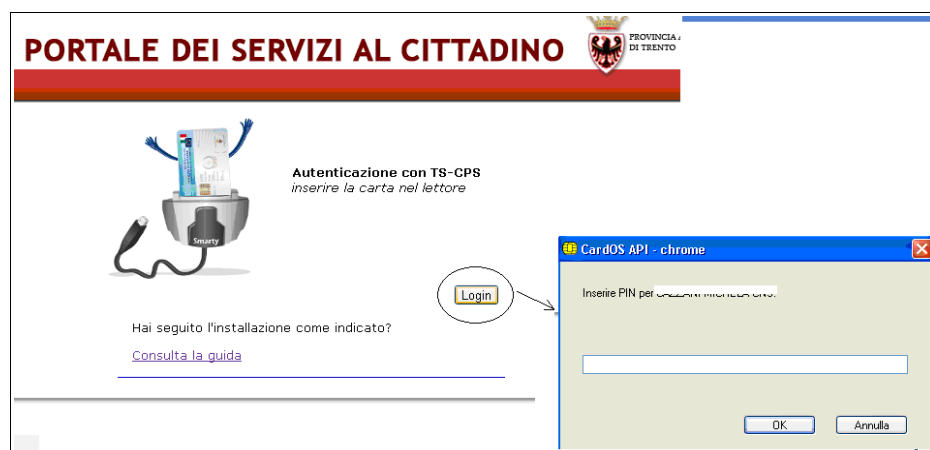 PORTALE DEI SERVIZI AL CITTADINO
PROVINCIA
DI TRENTO
Autenticazione con TS-CPS
inserire la carta nel lettore
Smarty
Login
Hai seguito l'installazione come indicato?
Consulta la guida
CardOS API - chrome
Inserire PIN per
OK
Annulla